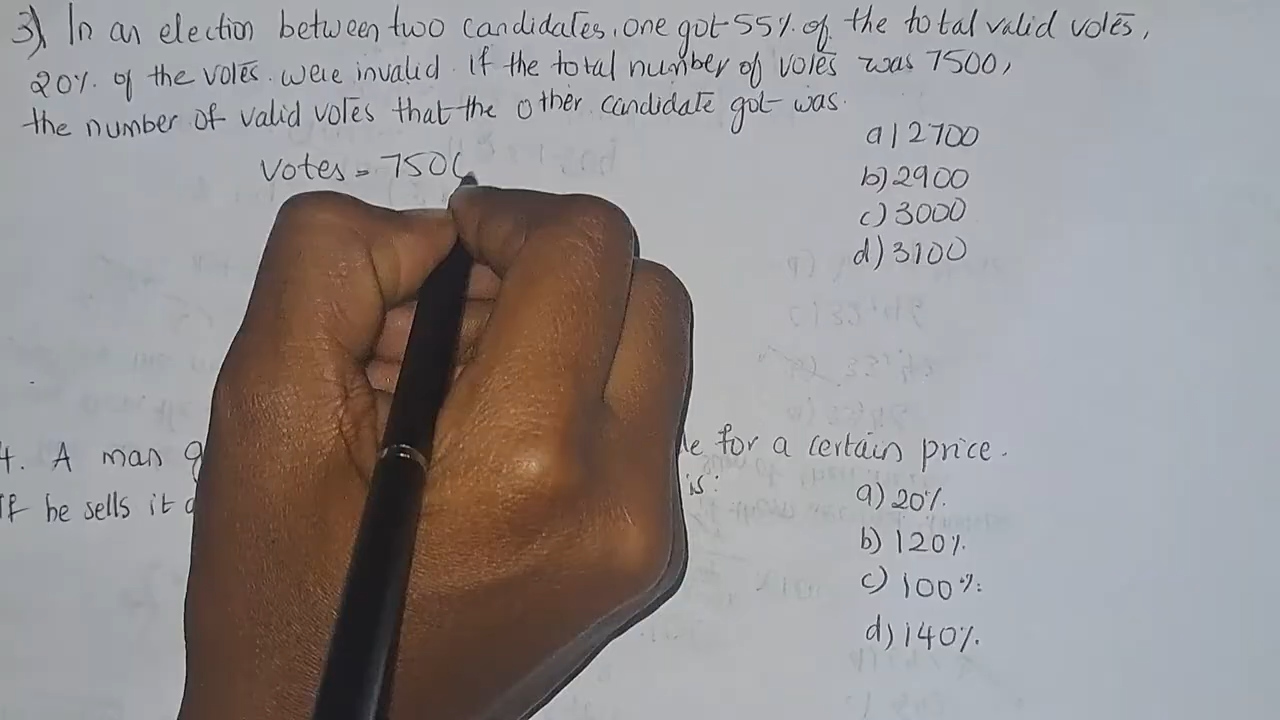 3) In an election between two candidates, one got 55% of the total valid votes,
20% of the votes were invalid. If the total number of votes was 7500,
the number of valid votes that the other candidate got was.
a) 2700
b) 2900
c) 3000
d) 3100
votes = 750
4. A man g
le for a certain price.
If he sells it a
is:
a) 20%.
b) 120%.
c) 100%.
d) 140%.